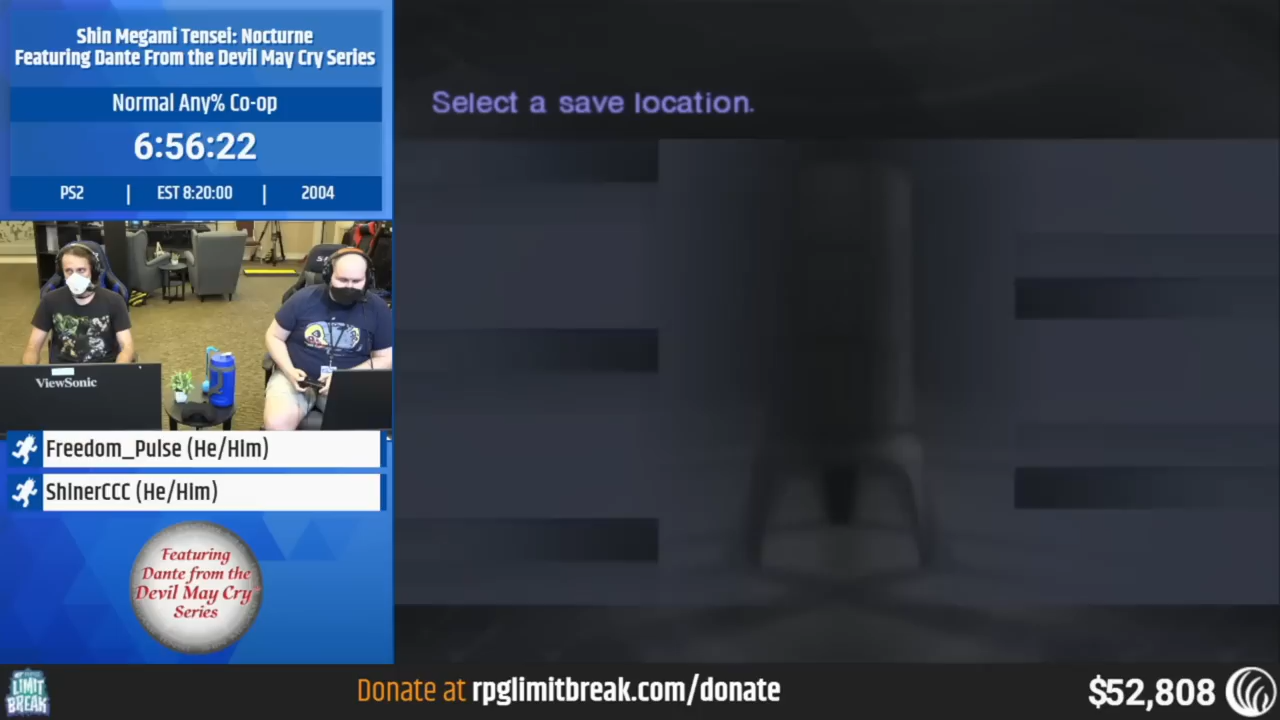 Shin Megami Tensei: Nocturne
Featuring Dante From the Devil May Cry Series
Normal Any% Co-op
6:56:22
PS2 | EST 8:20:00 | 2004
Select a save location.
ViewSonic
Freedom_Pulse (He/Him)
ShinerCCC (He/Him)
Featuring
Dante from the
Devil May Cry
Series
LIMIT
BREAK
Donate at rpglimitbreak.com/donate
$52,808